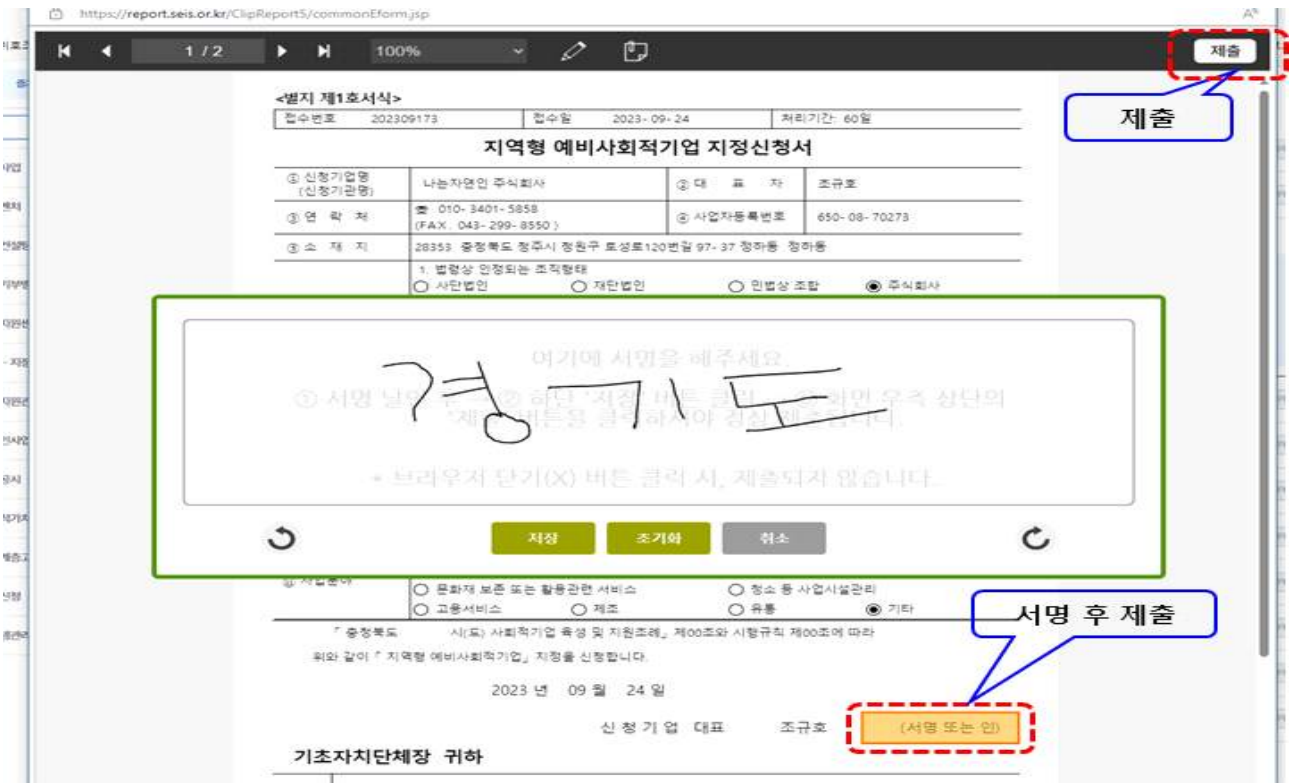 https://report.seis.or.kr/ClipReport5/commonEform.jsp
1 / 2
100%
제출
제출
<별지 제1호서식>
접수번호 202309173 접수일 2023-09-24 처리기간: 60일
지역형 예비사회적기업 지정신청서
① 신청기업명 (신청기관명) 나는자연인 주식회사 ② 대 표 자 조규호
③ 연 락 처 ☎ 010-3401-5858 (FAX. 043-299-8550) ④ 사업자등록번호 650-08-70273
③ 소 재 지 28353 충청북도 청주시 청원구 토성로120번길 97-37 정하동 정하동
1. 법령상 인정되는 조직형태
사단법인 재단법인 민법상 조합 주식회사
여기에 서명을 해주세요.
경기도
① 서명 날인 후 → ② 하단 '저장' 버튼 클릭 화면 우측 상단의
'제출' 버튼을 클릭하셔야 정상 제출됩니다.
* 브라우저 닫기(X) 버튼 클릭 시, 제출되지 않습니다.
저장 조기화 취소
사업분야
문화재 보존 또는 활용관련 서비스 청소 등 사업시설관리
고용서비스 제조 유통 기타
서명 후 제출
「충청북도 시(도) 사회적기업 육성 및 지원조례」 제00조와 시행규칙 제00조에 따라
위와 같이 「지역형 예비사회적기업」 지정을 신청합니다.
2023 년 09 월 24 일
신청기업 대표 조규호 (서명 또는 인)
기초자치단체장 귀하